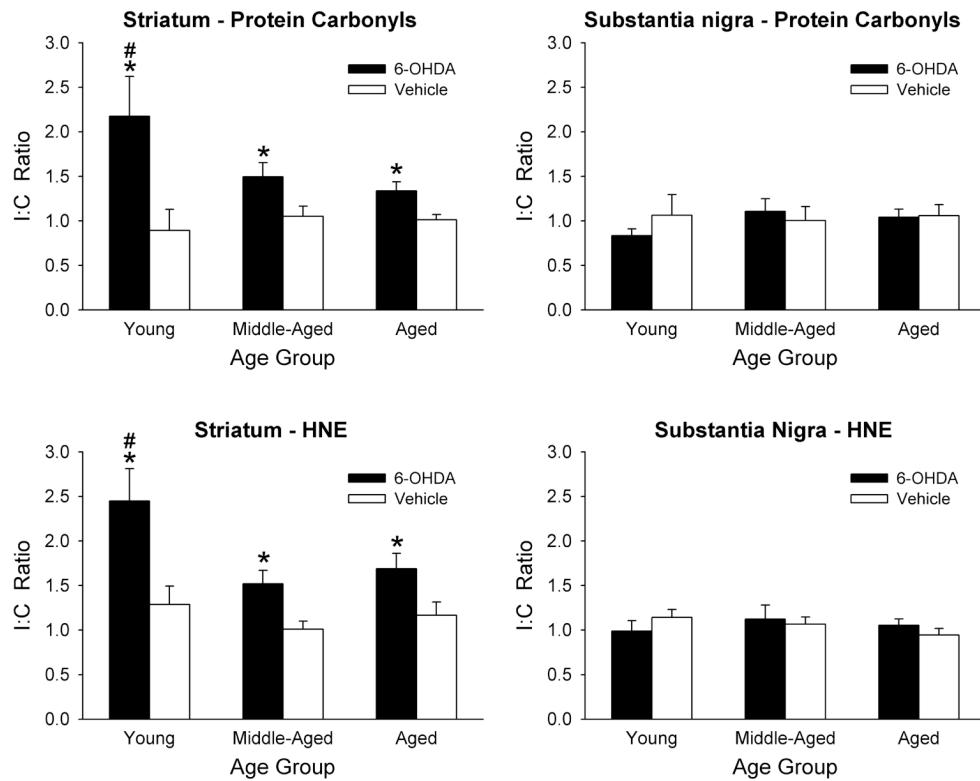 Striatum - Protein Carbonyls
3.0
2.5
2.0
1.5
1.0
0.5
0.0
I:C Ratio
#
*
*
*
6-OHDA
Vehicle
Young Middle-Aged Aged
Age Group
Substantia nigra - Protein Carbonyls
3.0
2.5
2.0
1.5
1.0
0.5
0.0
I:C Ratio
6-OHDA
Vehicle
Young Middle-Aged Aged
Age Group
Striatum - HNE
3.0
2.5
2.0
1.5
1.0
0.5
0.0
I:C Ratio
#
*
*
*
6-OHDA
Vehicle
Young Middle-Aged Aged
Age Group
Substantia Nigra - HNE
3.0
2.5
2.0
1.5
1.0
0.5
0.0
I:C Ratio
6-OHDA
Vehicle
Young Middle-Aged Aged
Age Group